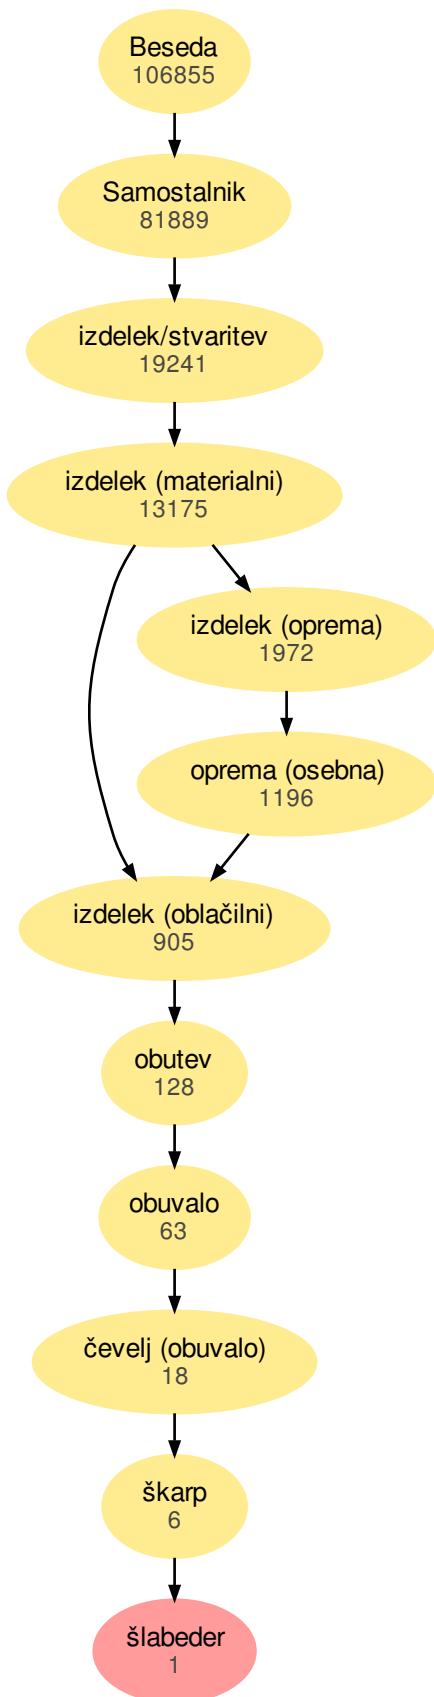 Beseda
106855
Samostalnik
81889
izdelek/stvaritev
19241
izdelek (materialni)
13175
izdelek (oprema)
1972
oprema (osebna)
1196
izdelek (oblačilni)
905
obutev
128
obuvalo
63
čevelj (obuvalo)
18
škarp
6
šlabeder
1